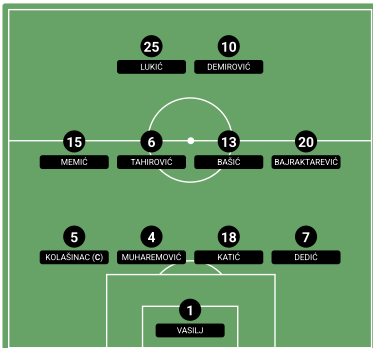 25 10
LUKIĆ DEMIROVIĆ
15 6 13 20
MEMIĆ TAHIROVIĆ BAŠIĆ BAJRAKTAREVIĆ
5 4 18 7
KOLAŠINAC (C) MUHAREMOVIĆ KATIĆ DEDIĆ
1
VASILJ